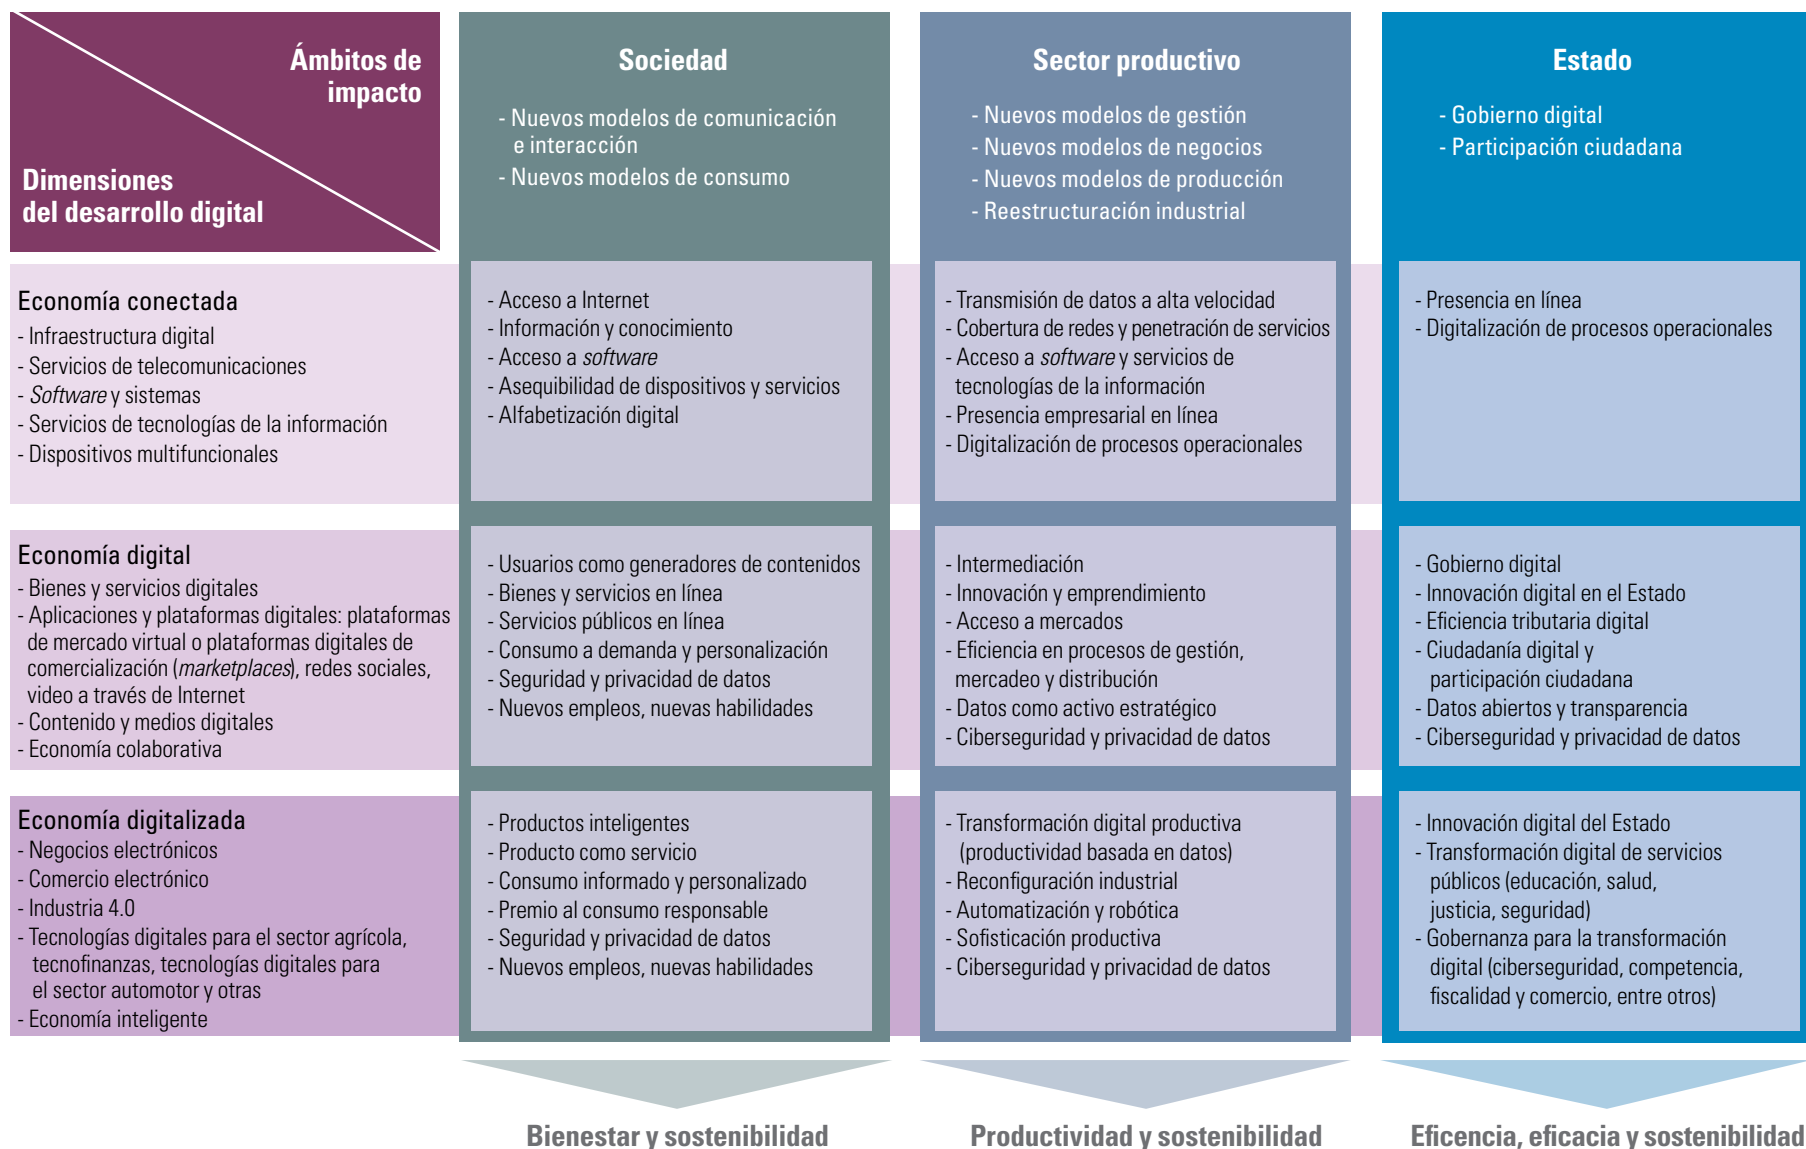 Ámbitos de
impacto
Dimensiones
del desarrollo digital
Sociedad
- Nuevos modelos de comunicación
e interacción
- Nuevos modelos de consumo
Sector productivo
- Nuevos modelos de gestión
- Nuevos modelos de negocios
- Nuevos modelos de producción
- Reestructuración industrial
Estado
- Gobierno digital
- Participación ciudadana
Economía conectada
- Infraestructura digital
- Servicios de telecomunicaciones
- Software y sistemas
- Servicios de tecnologías de la información
- Dispositivos multifuncionales
- Acceso a Internet
- Información y conocimiento
- Acceso a software
- Asequibilidad de dispositivos y servicios
- Alfabetización digital
- Transmisión de datos a alta velocidad
- Cobertura de redes y penetración de servicios
- Acceso a software y servicios de
tecnologías de la información
- Presencia empresarial en línea
- Digitalización de procesos operacionales
- Presencia en línea
- Digitalización de procesos operacionales
Economía digital
- Bienes y servicios digitales
- Aplicaciones y plataformas digitales: plataformas
de mercado virtual o plataformas digitales de
comercialización (marketplaces), redes sociales,
video a través de Internet
- Contenido y medios digitales
- Economía colaborativa
- Usuarios como generadores de contenidos
- Bienes y servicios en línea
- Servicios públicos en línea
- Consumo a demanda y personalización
- Seguridad y privacidad de datos
- Nuevos empleos, nuevas habilidades
- Intermediación
- Innovación y emprendimiento
- Acceso a mercados
- Eficiencia en procesos de gestión,
mercadeo y distribución
- Datos como activo estratégico
- Ciberseguridad y privacidad de datos
- Gobierno digital
- Innovación digital en el Estado
- Eficiencia tributaria digital
- Ciudadanía digital y
participación ciudadana
- Datos abiertos y transparencia
- Ciberseguridad y privacidad de datos
Economía digitalizada
- Negocios electrónicos
- Comercio electrónico
- Industria 4.0
- Tecnologías digitales para el sector agrícola,
tecnofinanzas, tecnologías digitales para
el sector automotor y otras
- Economía inteligente
- Productos inteligentes
- Producto como servicio
- Consumo informado y personalizado
- Premio al consumo responsable
- Seguridad y privacidad de datos
- Nuevos empleos, nuevas habilidades
- Transformación digital productiva
(productividad basada en datos)
- Reconfiguración industrial
- Automatización y robótica
- Sofisticación productiva
- Ciberseguridad y privacidad de datos
- Innovación digital del Estado
- Transformación digital de servicios
públicos (educación, salud,
justicia, seguridad)
- Gobernanza para la transformación
digital (ciberseguridad, competencia,
fiscalidad y comercio, entre otros)
Bienestar y sostenibilidad
Productividad y sostenibilidad
Eficencia, eficacia y sostenibilidad